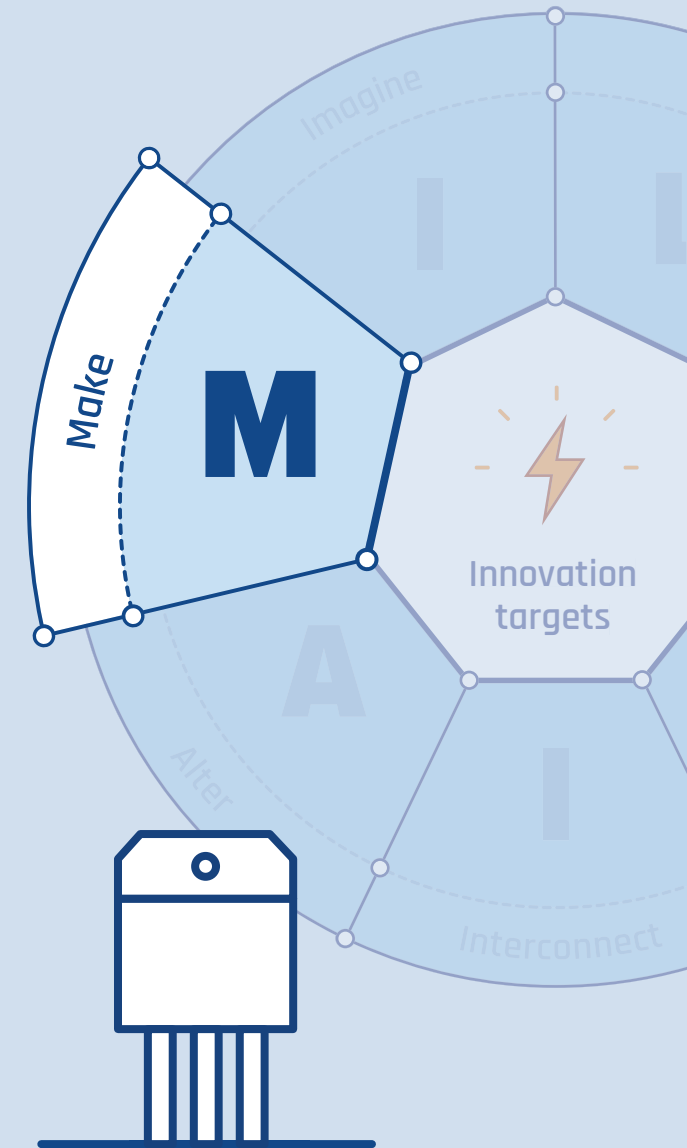 Imagine
I
L
Make
M
Innovation
targets
A
Alter
I
Interconnect